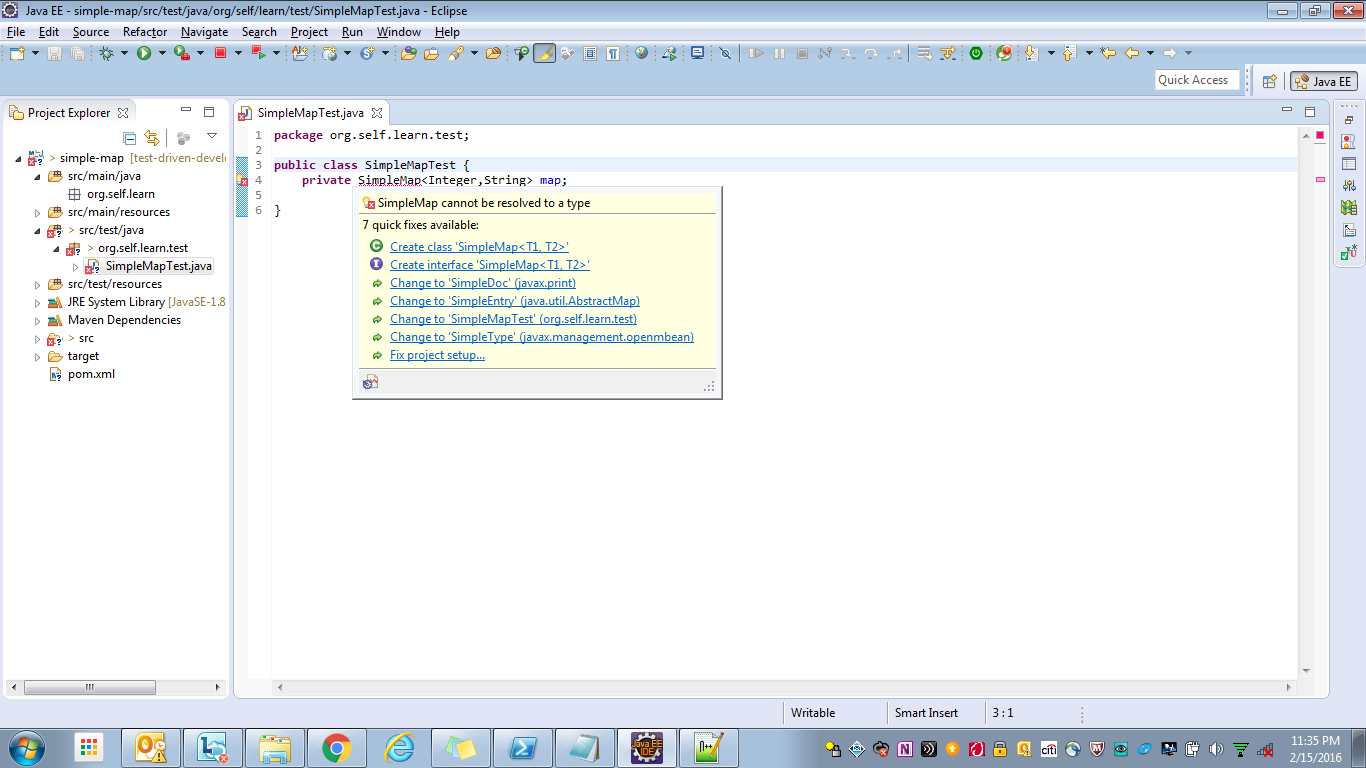 Java EE - simple-map/src/test/java/org/self/learn/test/SimpleMapTest.java - Eclipse
File Edit Source Refactor Navigate Search Project Run Window Help
Quick Access
Java EE
Project Explorer
> simple-map [test-driven-develo
src/main/java
org.self.learn
src/main/resources
> src/test/java
> org.self.learn.test
SimpleMapTest.java
src/test/resources
JRE System Library [JavaSE-1.8
Maven Dependencies
> src
target
pom.xml
SimpleMapTest.java
1 package org.self.learn.test;
2
3 public class SimpleMapTest {
4 private SimpleMap<Integer,String> map;
5
6 }
SimpleMap cannot be resolved to a type
7 quick fixes available:
Create class 'SimpleMap<T1, T2>'
Create interface 'SimpleMap<T1, T2>'
Change to 'SimpleDoc' (javax.print)
Change to 'SimpleEntry' (java.util.AbstractMap)
Change to 'SimpleMapTest' (org.self.learn.test)
Change to 'SimpleType' (javax.management.openmbean)
Fix project setup...
Writable
Smart Insert
3 : 1
Java EE
IDE
citi
11:35 PM
2/15/2016